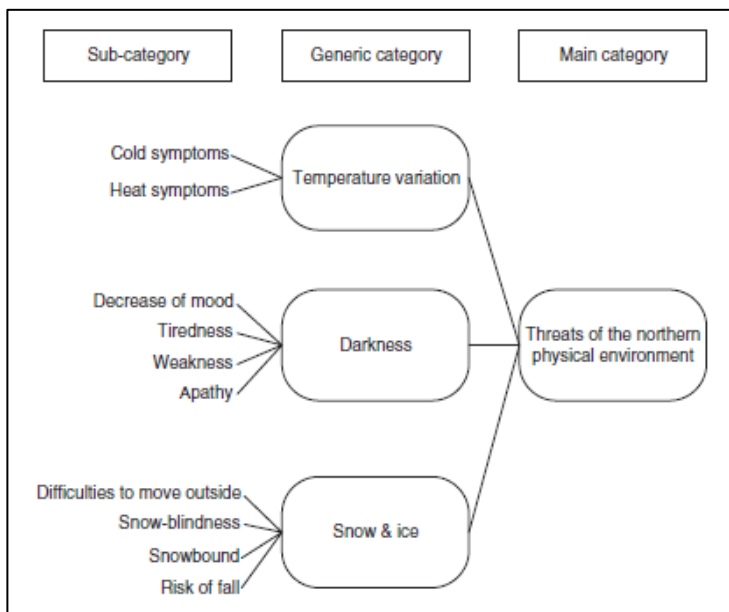 Sub-category
Generic category
Main category
Cold symptoms
Heat symptoms
Temperature variation
Decrease of mood
Tiredness
Weakness
Apathy
Darkness
Threats of the northern
physical environment
Difficulties to move outside
Snow-blindness
Snowbound
Risk of fall
Snow & ice